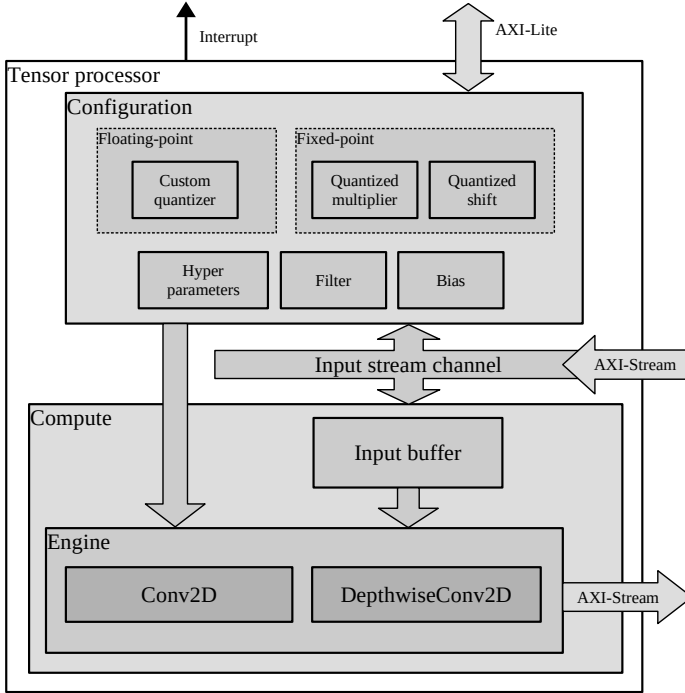 Interrupt
AXI-Lite
Tensor processor
Configuration
Floating-point
Fixed-point
Custom
quantizer
Quantized
multiplier
Quantized
shift
Hyper
parameters
Filter
Bias
Input stream channel
AXI-Stream
Compute
Input buffer
Engine
Conv2D
DepthwiseConv2D
AXI-Stream